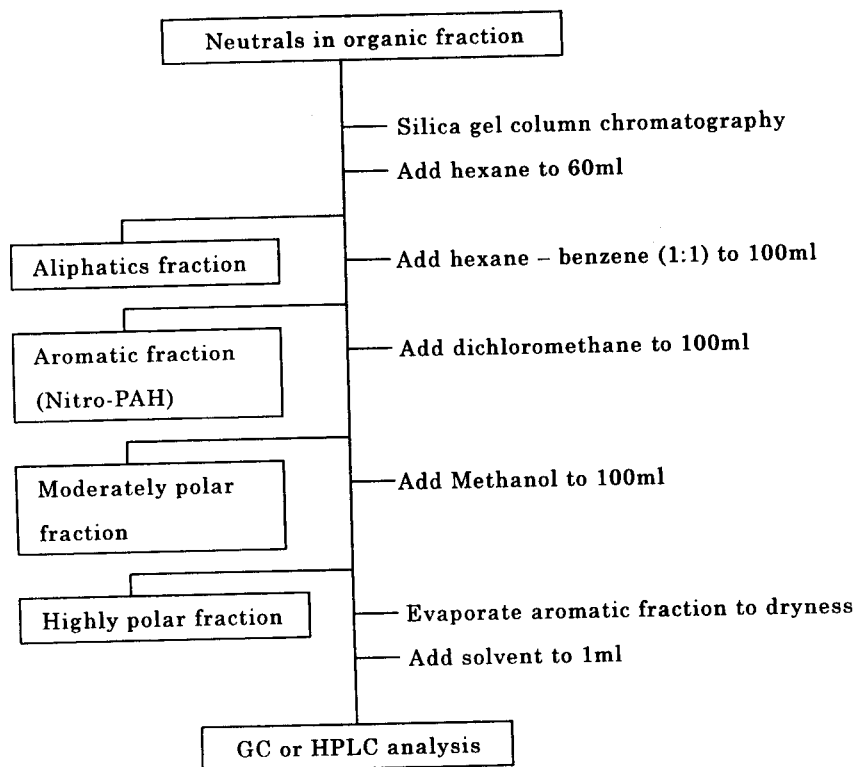 Neutrals in organic fraction
Silica gel column chromatography
Add hexane to 60ml
Aliphatics fraction
Add hexane – benzene (1:1) to 100ml
Aromatic fraction
(Nitro-PAH)
Add dichloromethane to 100ml
Moderately polar
fraction
Add Methanol to 100ml
Highly polar fraction
Evaporate aromatic fraction to dryness
Add solvent to 1ml
GC or HPLC analysis